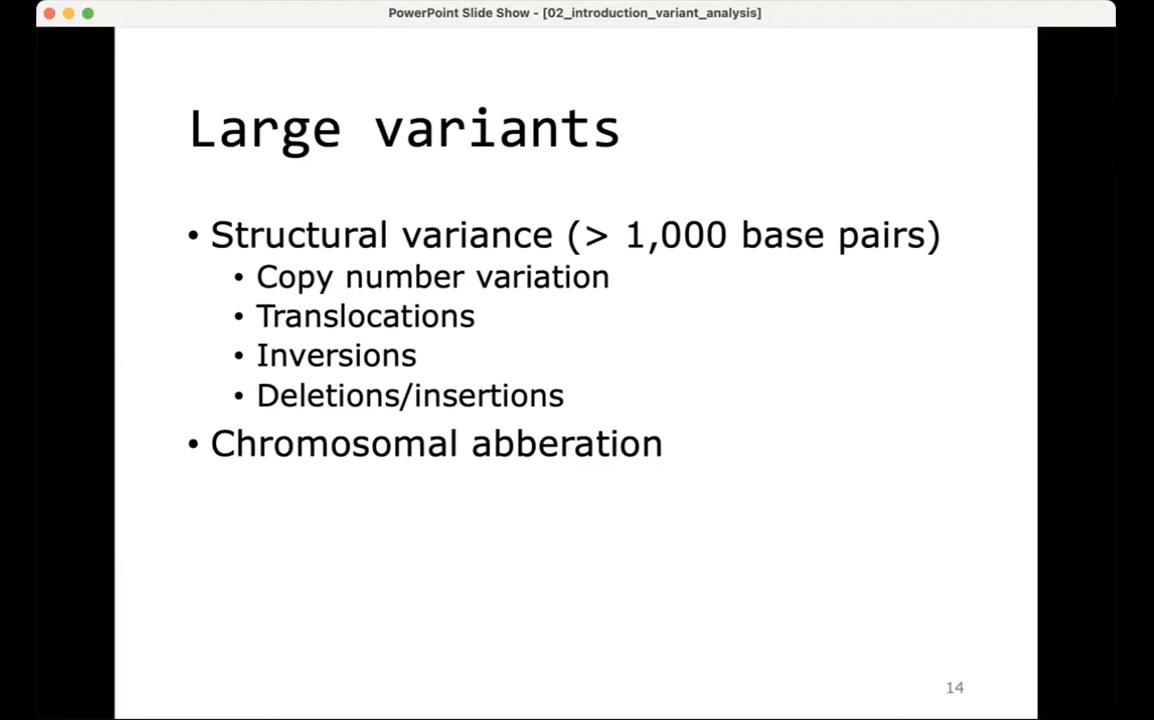 PowerPoint Slide Show - [02_introduction_variant_analysis]
Large variants
• Structural variance (> 1,000 base pairs)
• Copy number variation
• Translocations
• Inversions
• Deletions/insertions
• Chromosomal abberation
14